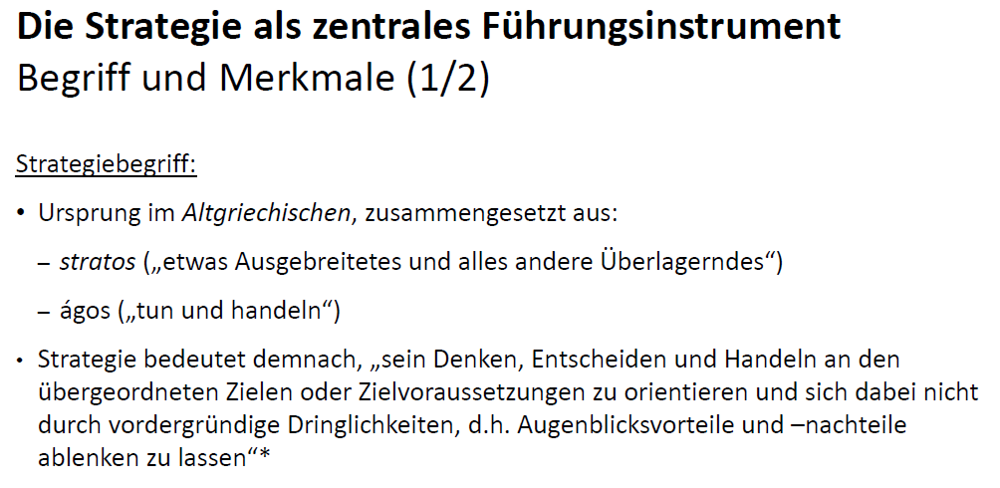 Die Strategie als zentrales Führungsinstrument
Begriff und Merkmale (1/2)
Strategiebegriff:
• Ursprung im Altgriechischen, zusammengesetzt aus:
– stratos („etwas Ausgebreitetes und alles andere Überlagerndes“)
– ágos („tun und handeln“)
• Strategie bedeutet demnach, „sein Denken, Entscheiden und Handeln an den
übergeordneten Zielen oder Zielvoraussetzungen zu orientieren und sich dabei nicht
durch vordergründige Dringlichkeiten, d.h. Augenblicksvorteile und –nachteile
ablenken zu lassen“*